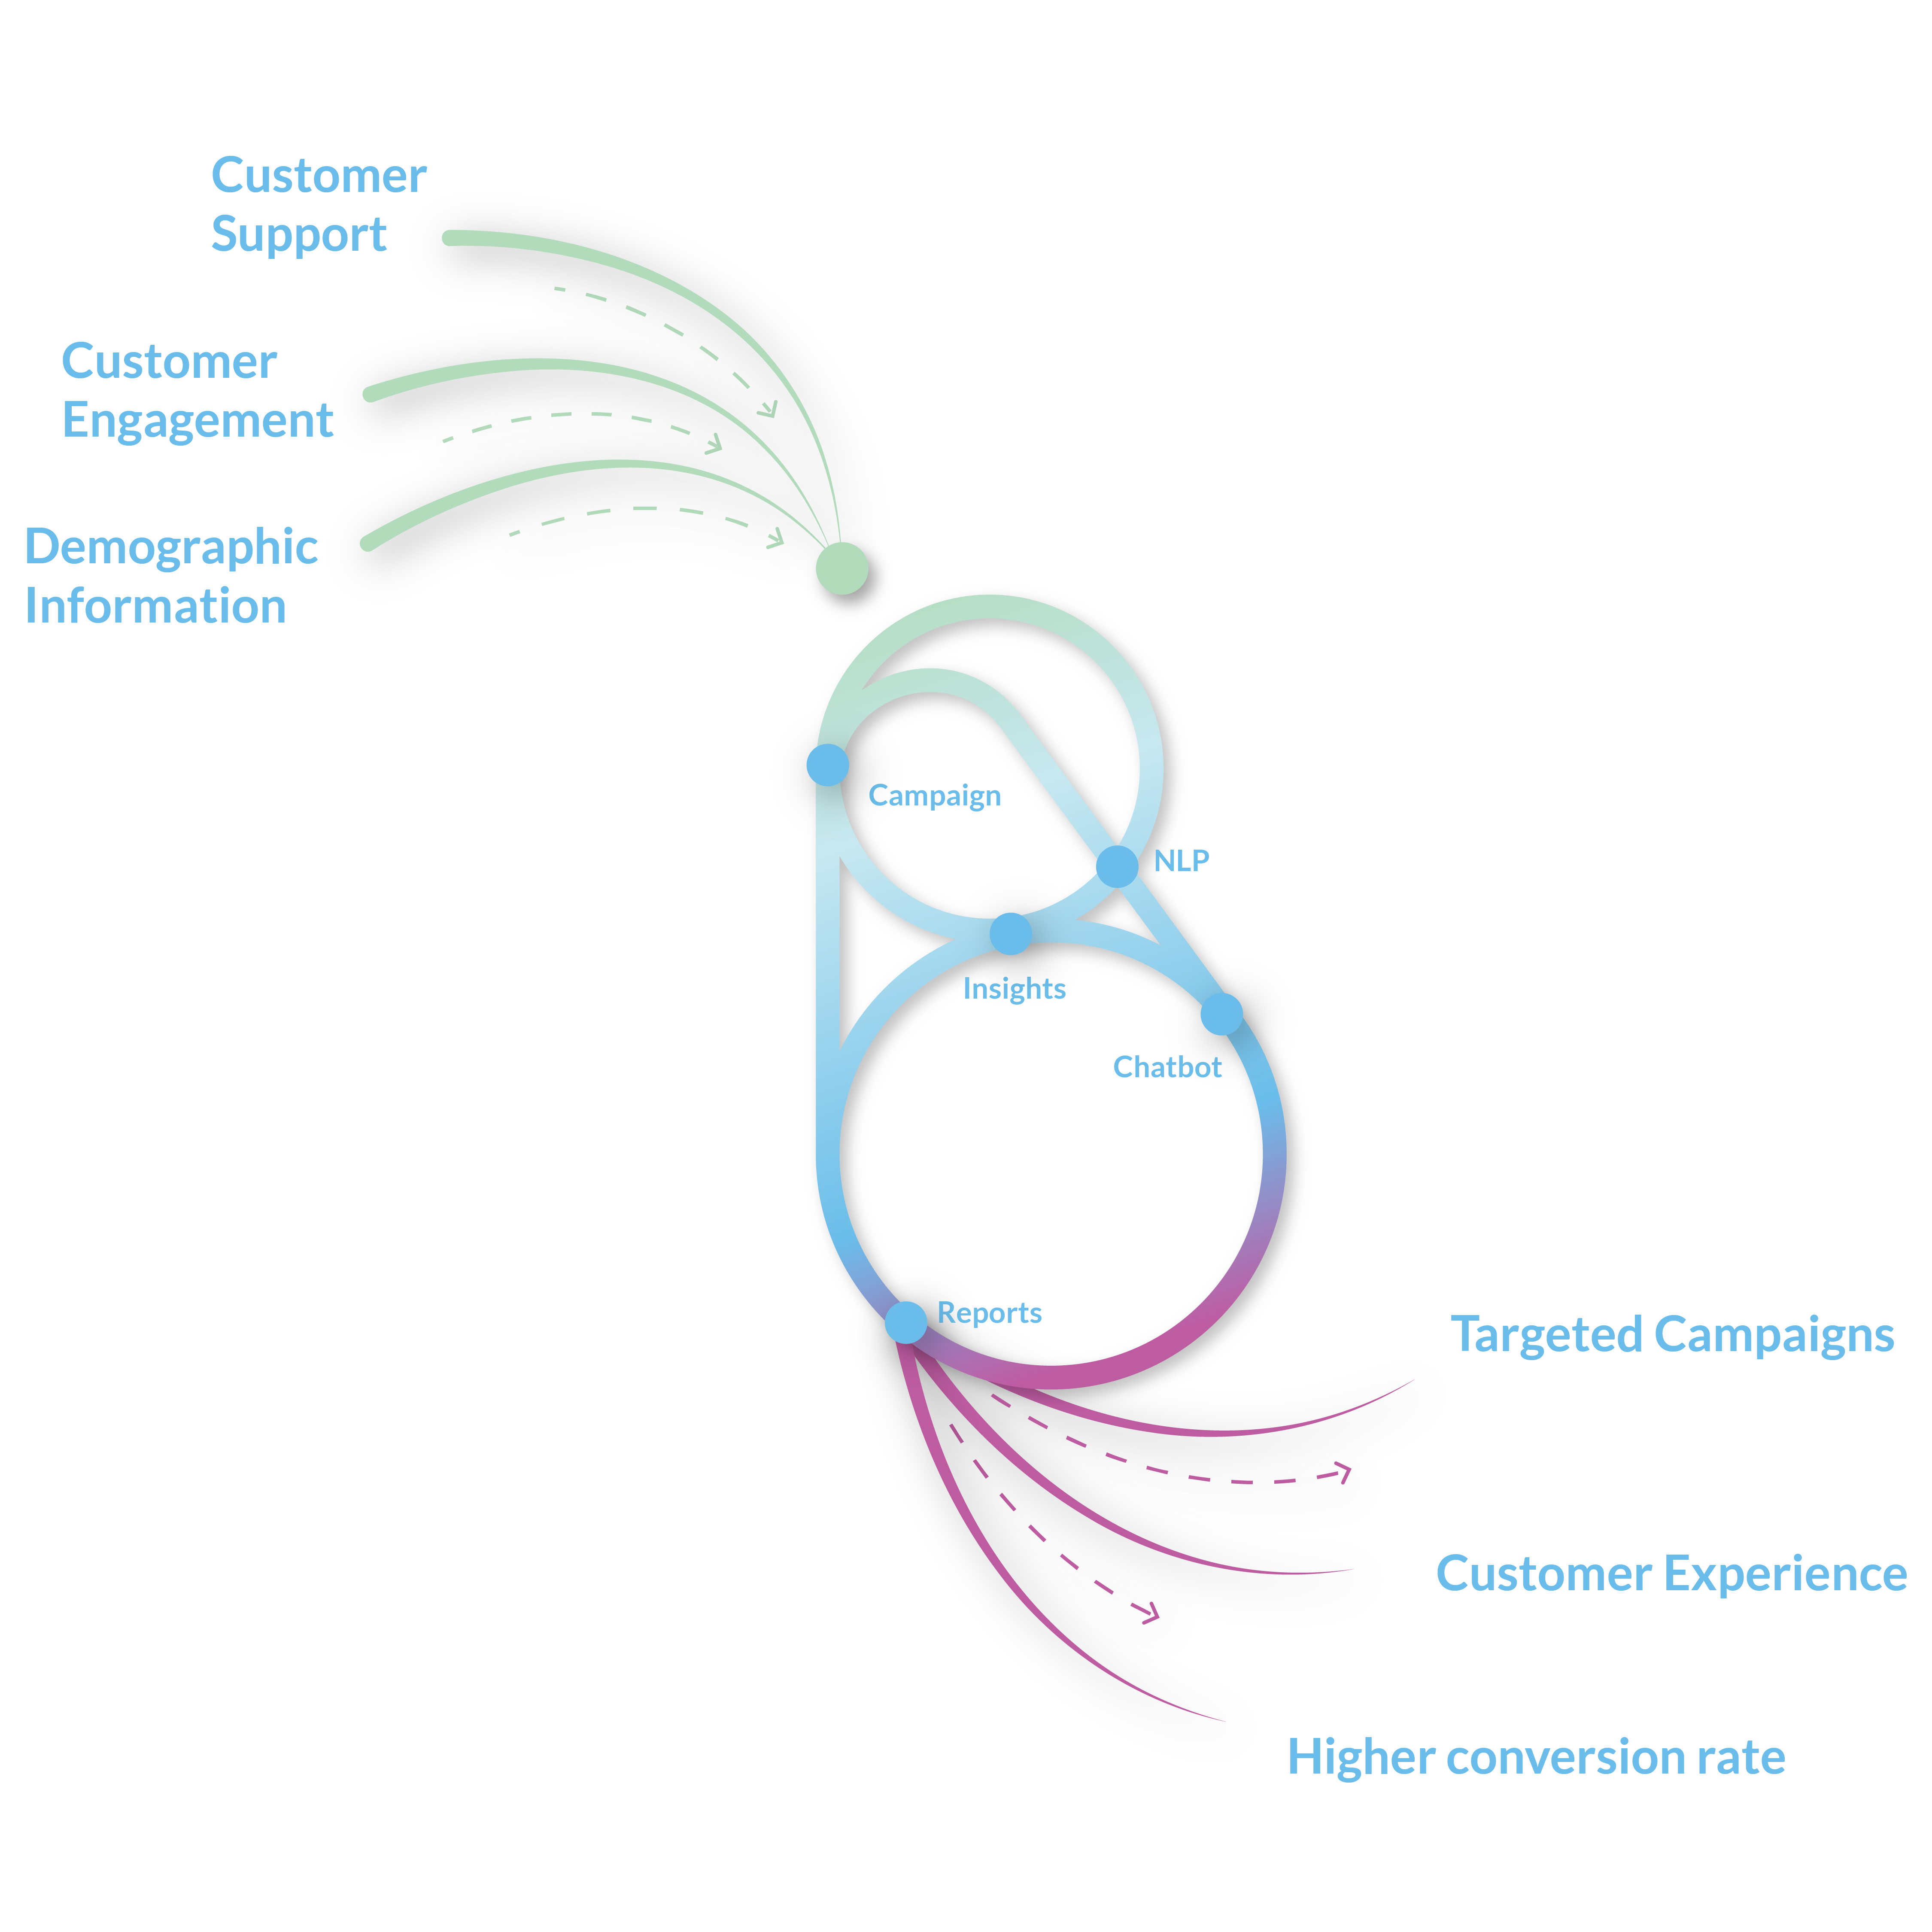 Customer
Support
Customer
Engagement
Demographic
Information
Campaign
NLP
Insights
Chatbot
Reports
Targeted Campaigns
Customer Experience
Higher conversion rate